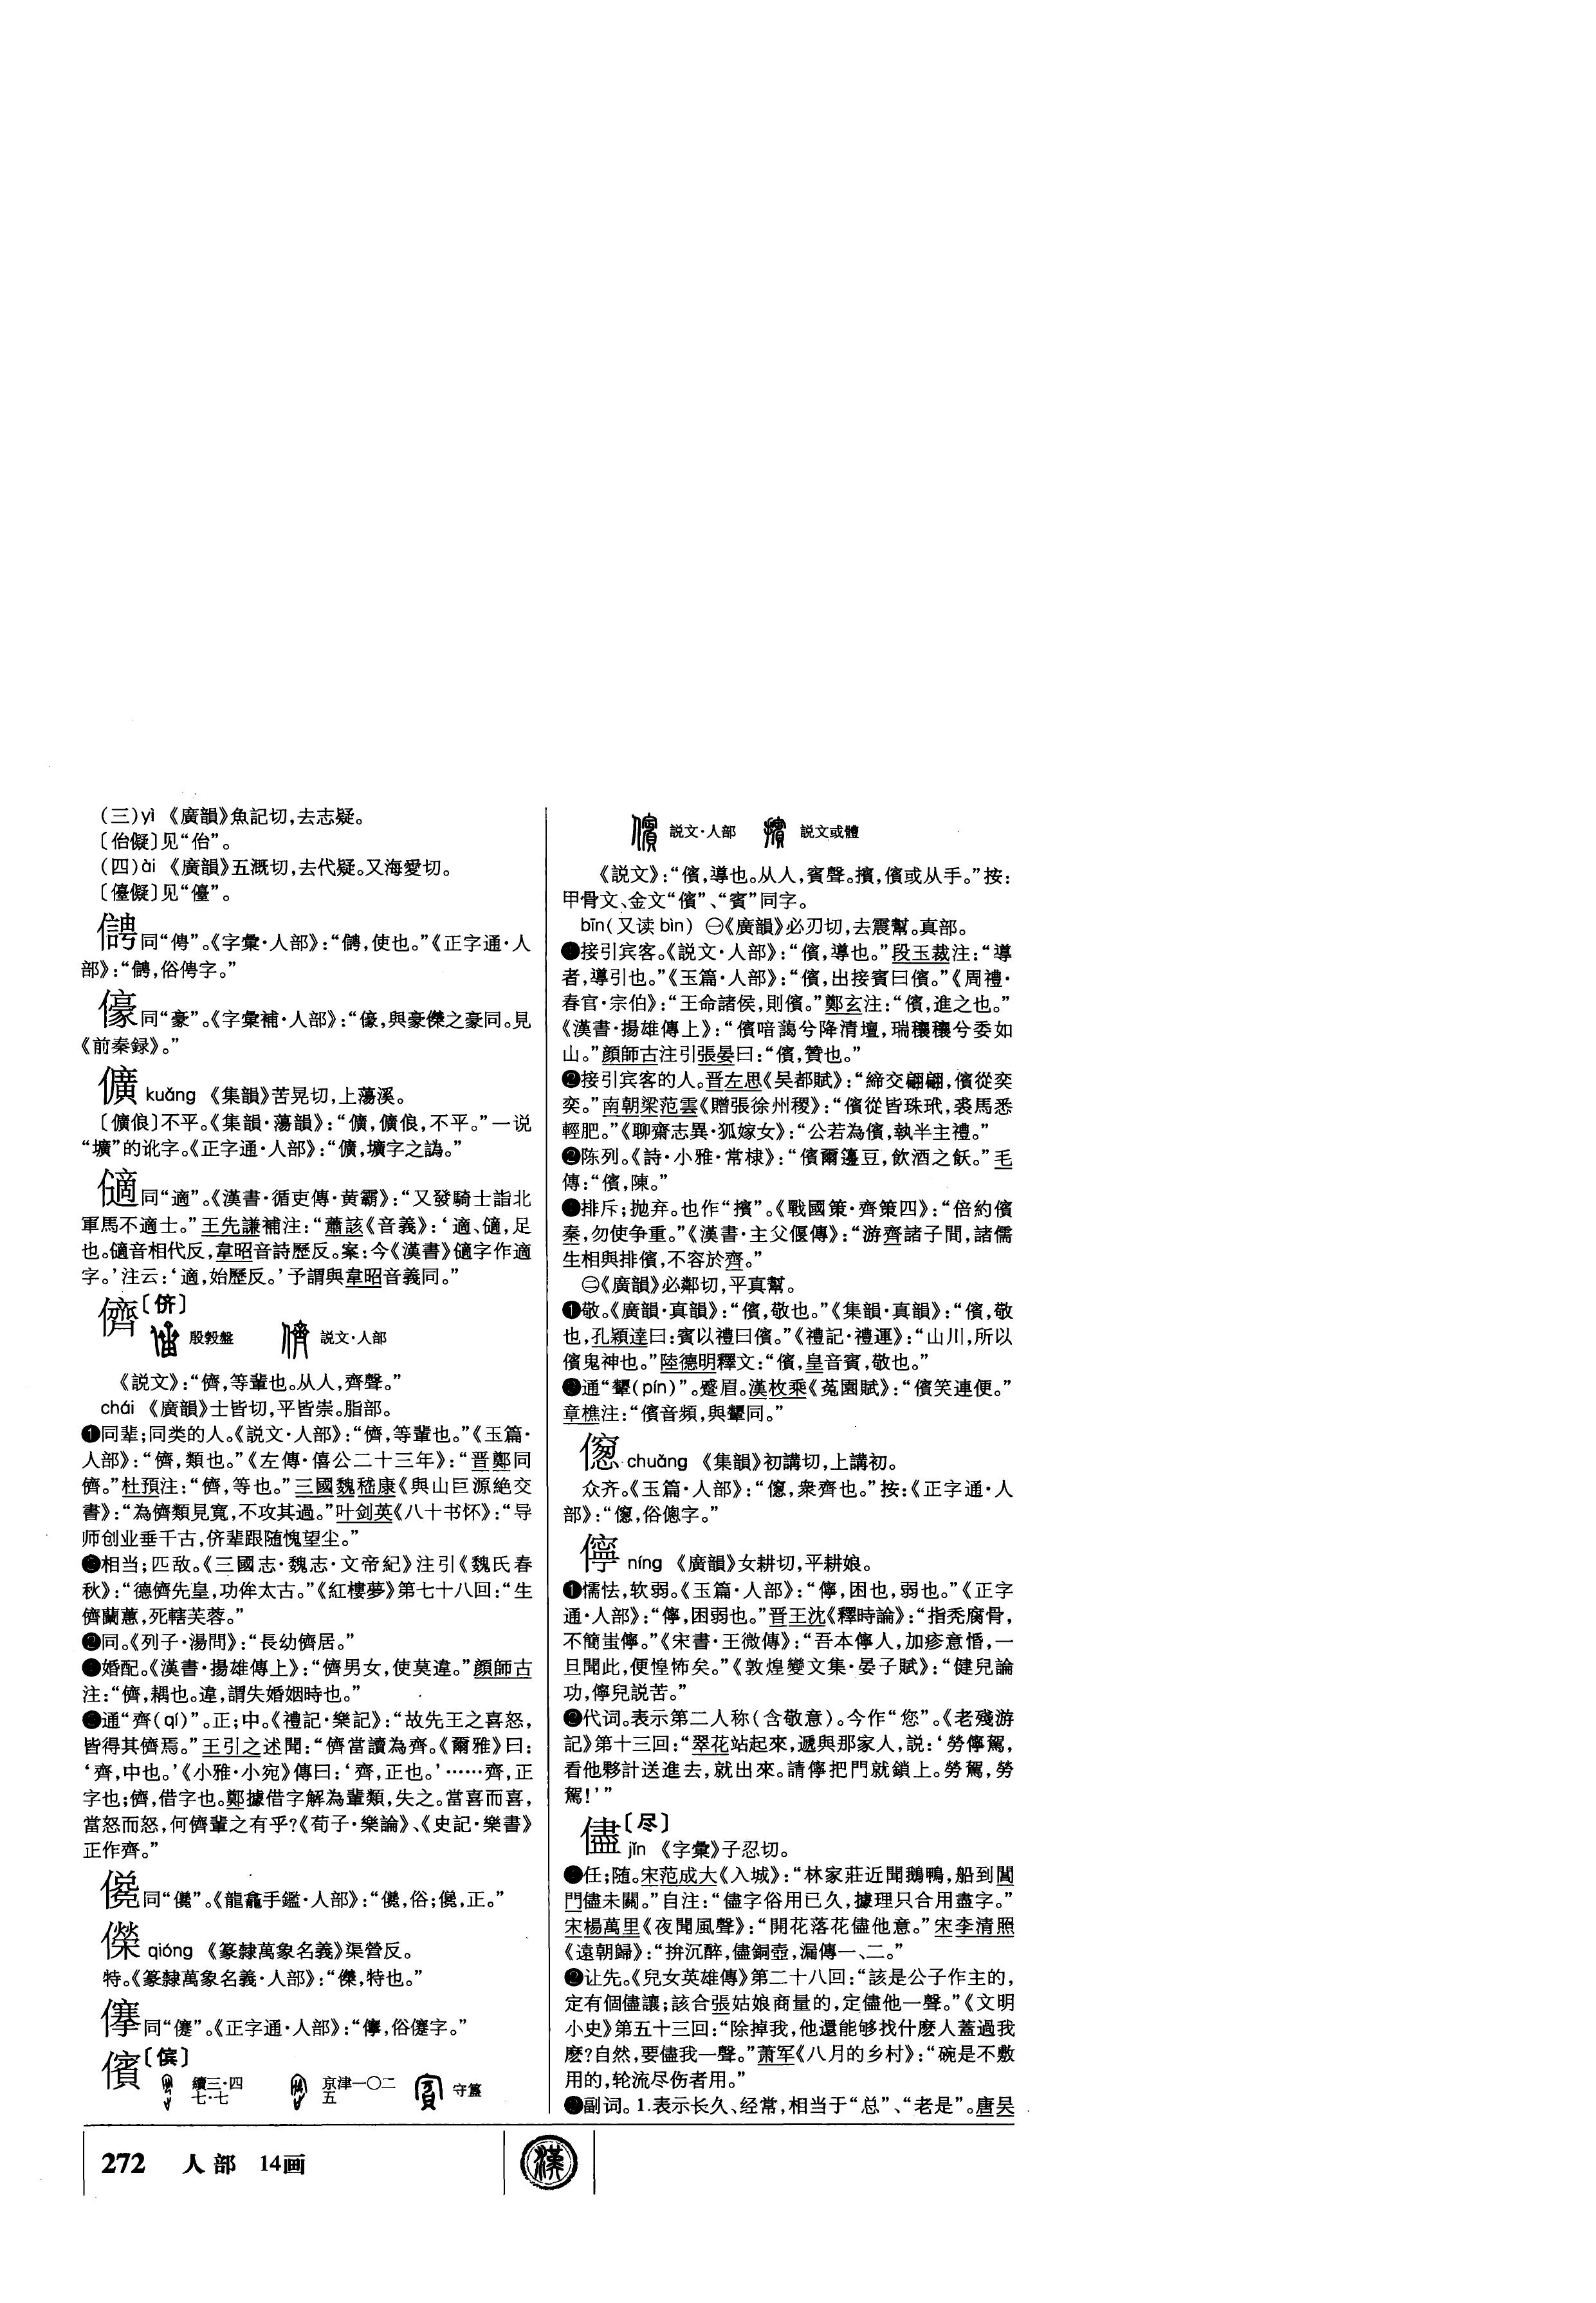 (三)yì 《廣韻》魚記切,去志疑。
〔佁儗〕见“佁”。
(四)ài 《廣韻》五溉切,去代疑。又海愛切。
〔儓儗〕见“儓”。
同“俜”。《字彙·人部》:“,使也。”《正字通·人
部》:“,俗俜字。”
儫同“豪”。《字彙補·人部》:“儫,與豪傑之豪同。見
《前秦録》。”
儣 kuǎng 《集韻》苦晃切,上蕩溪。
〔儣俍〕不平。《集韻·蕩韻》:“儣,儣俍,不平。”一说
“壙”的讹字。《正字通·人部》:“儣,壙字之譌。”
同“適”。《漢書·循吏傳·黄霸》:“又發騎士詣北
軍馬不適士。”王先謙補注:“蕭該《音義》:‘適、,足
也。音相代反,韋昭音詩歷反。案:今《漢書》字作適
字。’注云:‘適,始歷反。’予謂與韋昭音義同。”
儕〔侪〕
殷穀盤 説文·人部
《説文》:“儕,等輩也。从人,齊聲。”
chái 《廣韻》士皆切,平皆崇。脂部。
❶同辈;同类的人。《説文·人部》:“儕,等輩也。”《玉篇·
人部》:“儕,類也。”《左傳·僖公二十三年》:“晋鄭同
儕。”杜預注:“儕,等也。”三國魏嵇康《與山巨源絶交
書》:“為儕類見寬,不攻其過。”叶剑英《八十书怀》:“导
师创业垂千古,侪辈跟随愧望尘。”
相当;匹敌。《三國志·魏志·文帝紀》注引《魏氏春
秋》:“德儕先皇,功侔太古。”《紅樓夢》第七十八回:“生
儕蘭蕙,死轄芙蓉。”
同。《列子·湯問》:“長幼儕居。”
婚配。《漢書·揚雄傳上》:“儕男女,使莫違。”顔師古
注:“儕,耦也。違,謂失婚姻時也。”
通“齊(qí)”。正;中。《禮記·樂記》:“故先王之喜怒,
皆得其儕焉。”王引之述聞:“儕當讀為齊。《爾雅》曰:
‘齊,中也。’《小雅·小宛》傳曰:‘齊,正也。’……齊,正
字也;儕,借字也。鄭據借字解為輩類,失之。當喜而喜,
當怒而怒,何儕輩之有乎?《荀子·樂論》、《史記·樂書》
正作齊。”
同“儳”。《龍龕手鑑·人部》:“,俗;儳,正。”
qióng 《篆隸萬象名義》渠營反。
特。《篆隸萬象名義·人部》:“,特也。”
同“僆”。《正字通·人部》:“,俗字。”
儐〔傧〕
續三·四七·七 京津一〇二五 守簋
説文·人部 説文或體
《説文》:“儐,導也。从人,賓聲。擯,儐或从手。”按:
甲骨文、金文“儐”、“賓”同字。
bīn(又读bìn) ㊀《廣韻》必刃切,去震幫。真部。
接引宾客。《説文·人部》:“儐,導也。”段玉裁注:“導
者,導引也。”《玉篇·人部》:“儐,出接賓曰儐。”《周禮·
春官·宗伯》:“王命諸侯,則儐。”鄭玄注:“儐,進之也。”
《漢書·揚雄傳上》:“儐暗藹兮降清壇,瑞穰穰兮委如
山。”顔師古注引張晏曰:“儐,贊也。”
❷接引宾客的人。晋左思《吴都賦》:“締交翩翩,儐從奕
奕。”南朝梁范雲《贈張徐州稷》:“儐從皆珠玳,裘馬悉
輕肥。”《聊齋志異·狐嫁女》:“公若為儐,執半主禮。”
陈列。《詩·小雅·常棣》:“儐爾籩豆,飲酒之飫。”毛
傳:“儐,陳。”
排斥;抛弃。也作“擯”。《戰國策·齊策四》:“倍約儐
秦,勿使争重。”《漢書·主父偃傳》:“游齊諸子間,諸儒
生相與排儐,不容於齊。”
㊁《廣韻》必鄰切,平真幫。
❶敬。《廣韻·真韻》:“儐,敬也。”《集韻·真韻》:“儐,敬
也,孔穎達曰:賓以禮曰儐。”《禮記·禮運》:“山川,所以
儐鬼神也。”陸德明釋文:“儐,皇音賓,敬也。”
通“顰(pín)”。蹙眉。漢枚乘《菟園賦》:“儐笑連便。”
章樵注:“儐音頻,與顰同。”
chuǎng 《集韻》初講切,上講初。
众齐。《玉篇·人部》:“,衆齊也。”按:《正字通·人
部》:“,俗傯字。”
儜 níng 《廣韻》女耕切,平耕娘。
❶懦怯,软弱。《玉篇·人部》:“儜,困也,弱也。”《正字
通·人部》:“儜,困弱也。”晋王沈《釋時論》:“指秃腐骨,
不簡蚩儜。”《宋書·王微傳》:“吾本儜人,加疹意惛,一
旦聞此,便惶怖矣。”《敦煌變文集·晏子賦》:“健兒論
功,儜兒説苦。”
❷代词。表示第二人称(含敬意)。今作“您”。《老殘游
記》第十三回:“翠花站起來,遞與那家人,説:‘勞儜駕,
看他夥計送進去,就出來。請儜把門就鎖上。勞駕,勞
駕!’”
儘〔尽〕
jǐn 《字彙》子忍切。
任;随。宋范成大《入城》:“林家莊近聞鵝鴨,船到閶
門儘未關。”自注:“儘字俗用已久,據理只合用盡字。”
宋楊萬里《夜聞風聲》:“開花落花儘他意。”宋李清照
《遠朝歸》:“拚沉醉,儘銅壺,漏傳一、二。”
❷让先。《兒女英雄傳》第二十八回:“該是公子作主的,
定有個儘讓;該合張姑娘商量的,定儘他一聲。”《文明
小史》第五十三回:“除掉我,他還能够找什麽人蓋過我
麽?自然,要儘我一聲。”萧军《八月的乡村》:“碗是不敷
用的,轮流尽伤者用。”
副词。1.表示长久、经常,相当于“总”、“老是”。唐吴
272 人部 14画
漢